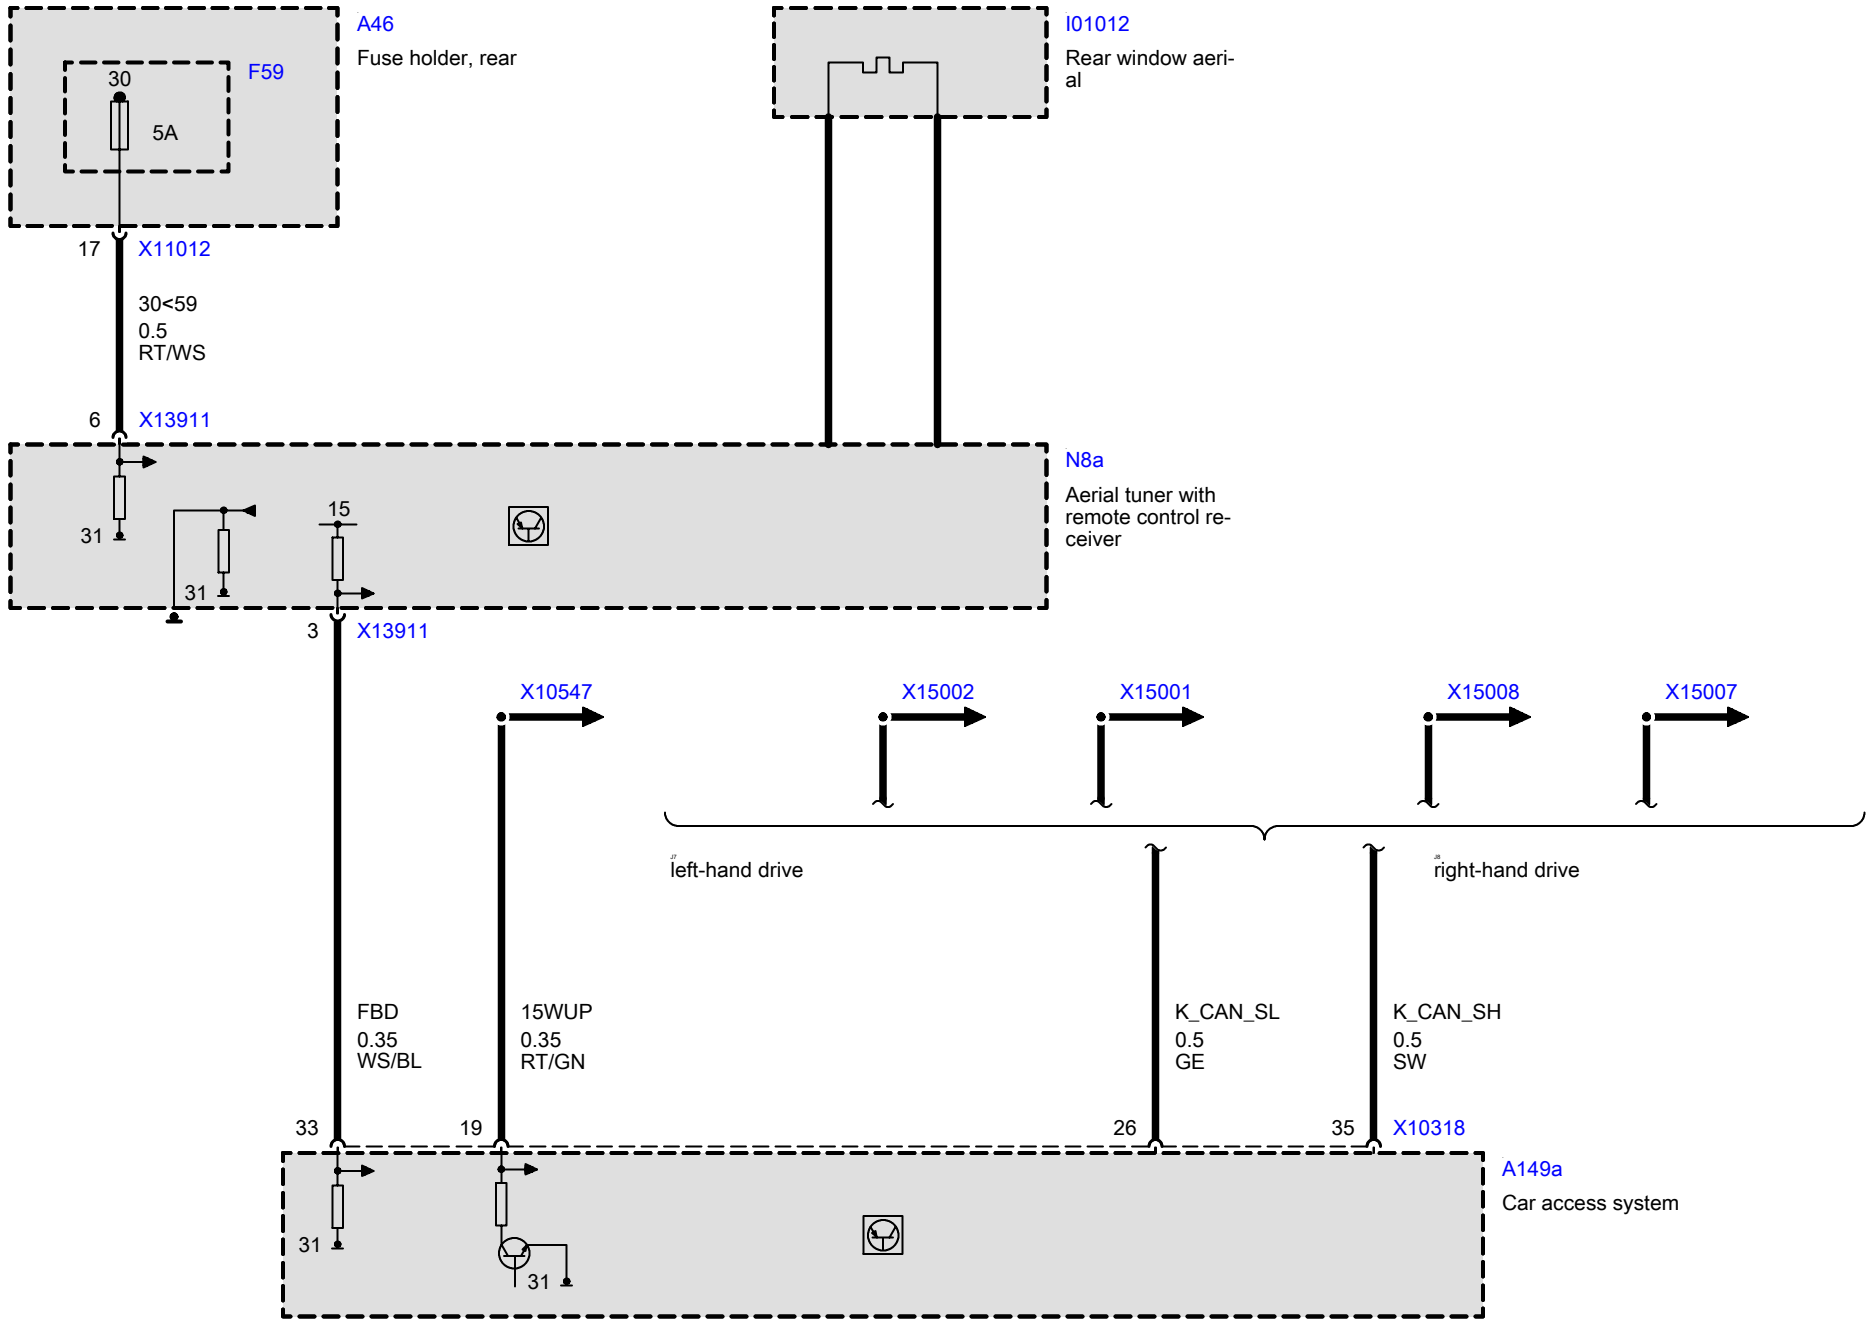 A46
Fuse holder, rear
F59
30
5A
I01012
Rear window aeri-
al
17
X11012
30<59
0.5
RT/WS
6
X13911
N8a
Aerial tuner with
remote control re-
ceiver
31
31
15
3
X13911
X10547
X15002
X15001
X15008
X15007
J7
left-hand drive
J8
right-hand drive
FBD
0.35
WS/BL
15WUP
0.35
RT/GN
K_CAN_SL
0.5
GE
K_CAN_SH
0.5
SW
33
19
26
35
X10318
A149a
Car access system
31
31